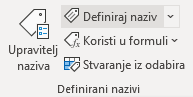 Upravitelj
naziva
Definiraj naziv
Koristi u formuli
Stvaranje iz odabira
Definirani nazivi